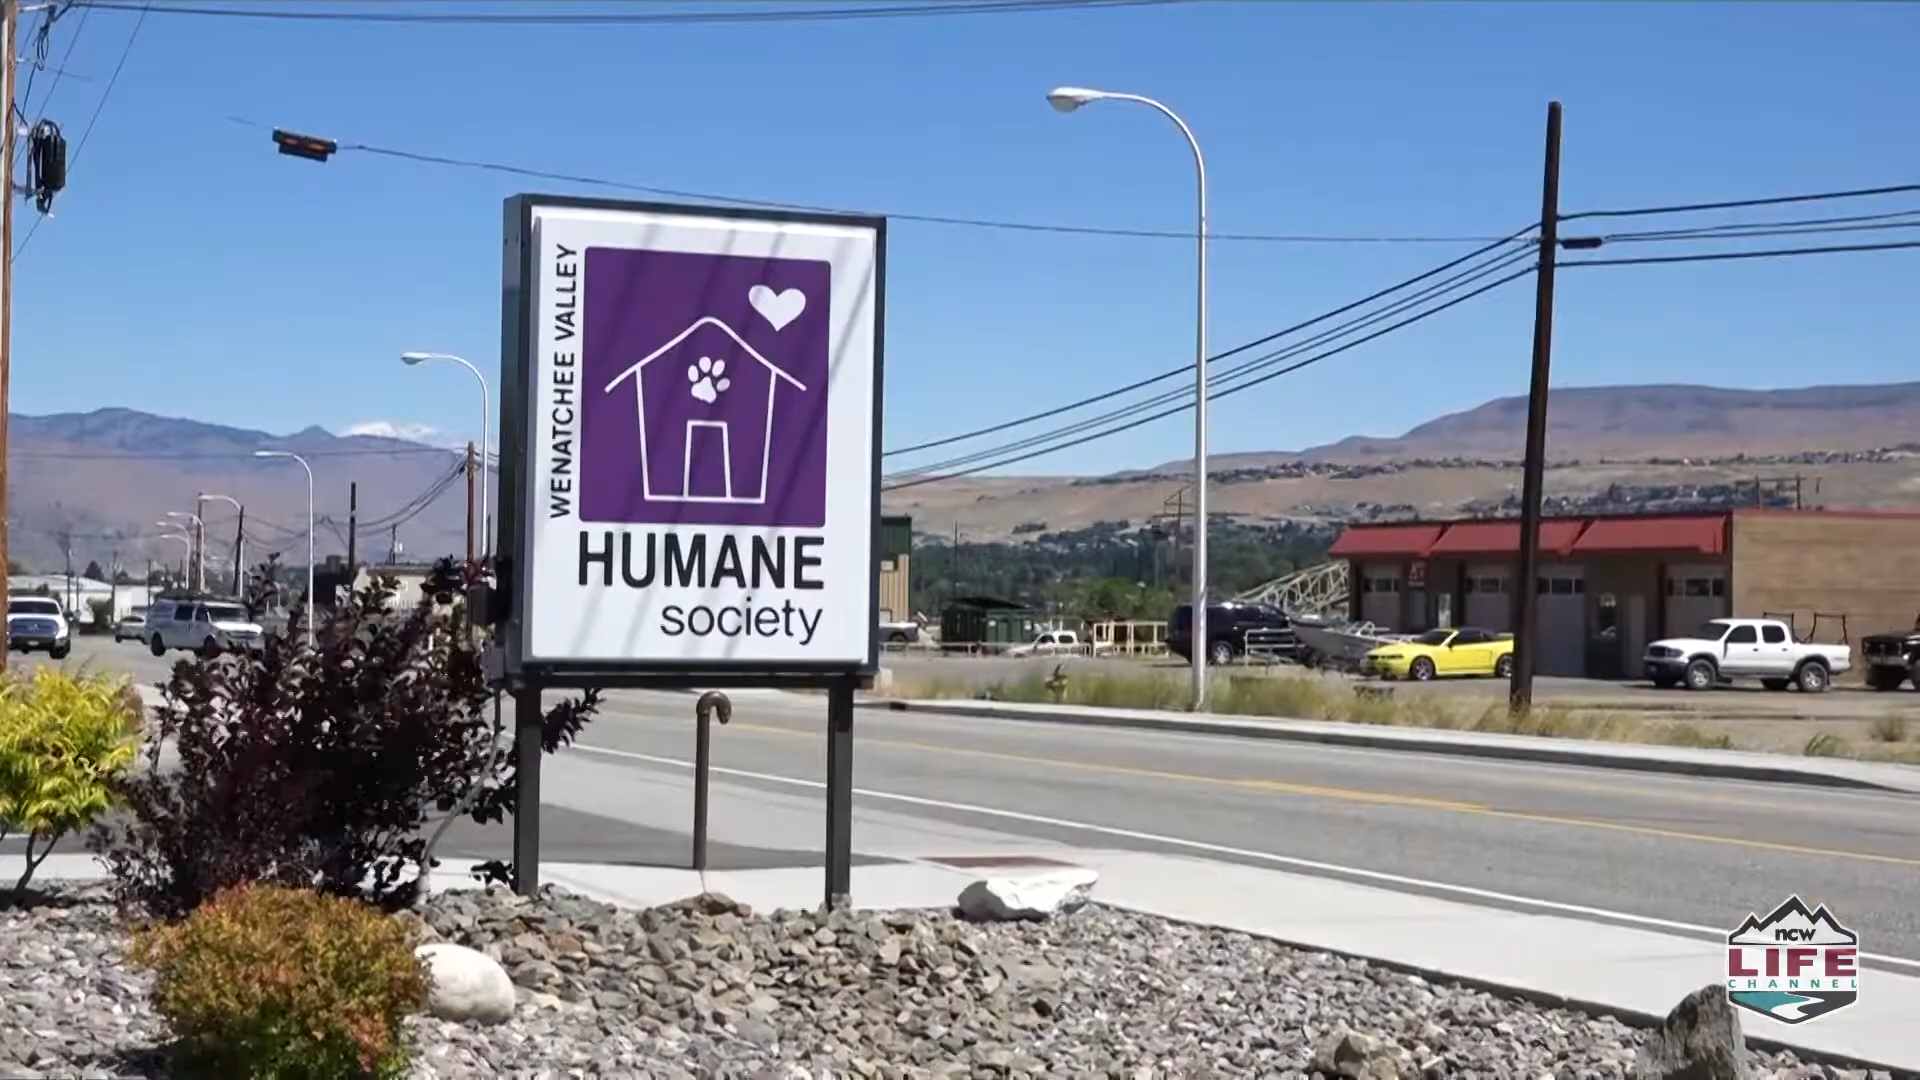 WENATCHEE VALLEY
HUMANE
society
ncw
LIFE
CHANNEL